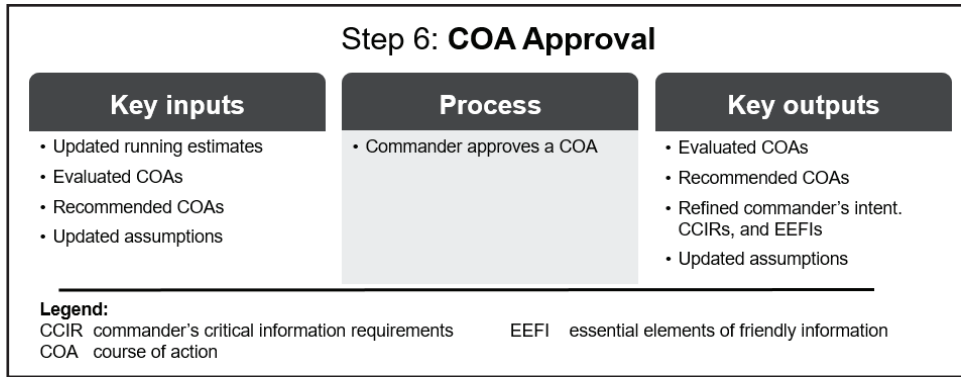 Step 6: COA Approval
Key inputs
• Updated running estimates
• Evaluated COAs
• Recommended COAs
• Updated assumptions
Process
• Commander approves a COA
Key outputs
• Evaluated COAs
• Recommended COAs
• Refined commander's intent.
CCIRs, and EEFIs
• Updated assumptions
Legend:
CCIR commander's critical information requirements
COA course of action
EEFI essential elements of friendly information